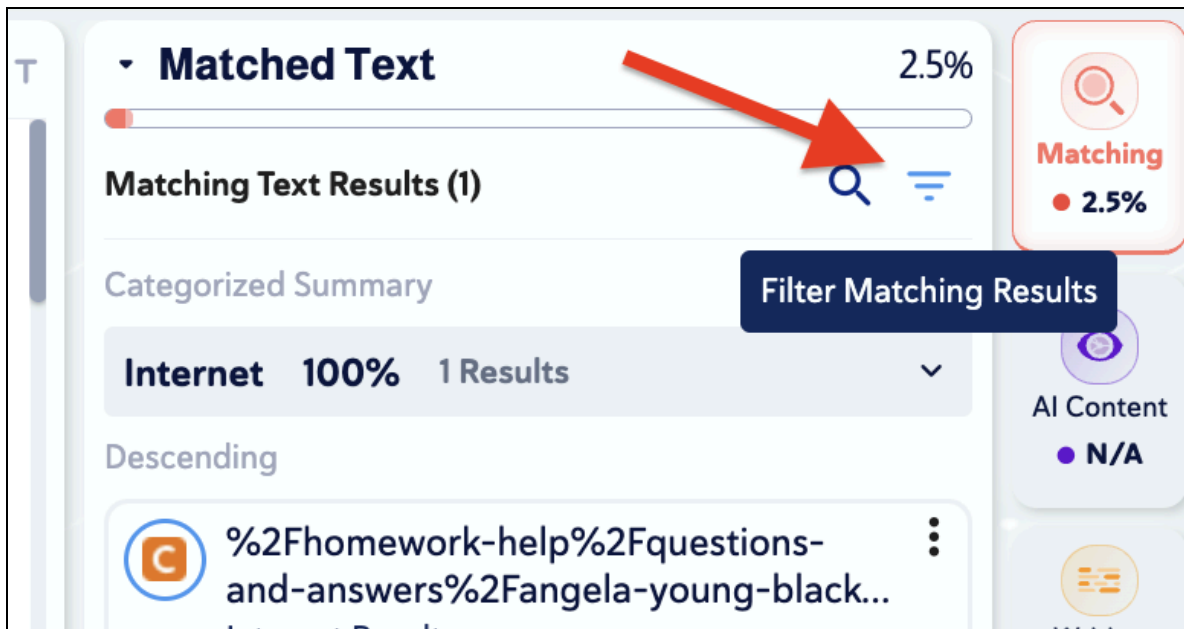 T
Matched Text 2.5%
Matching Text Results (1)
Matching
2.5%
Categorized Summary
Filter Matching Results
Internet 100% 1 Results
AI Content
N/A
Descending
C
%2Fhomework-help%2Fquestions-
and-answers%2Fangela-young-black...